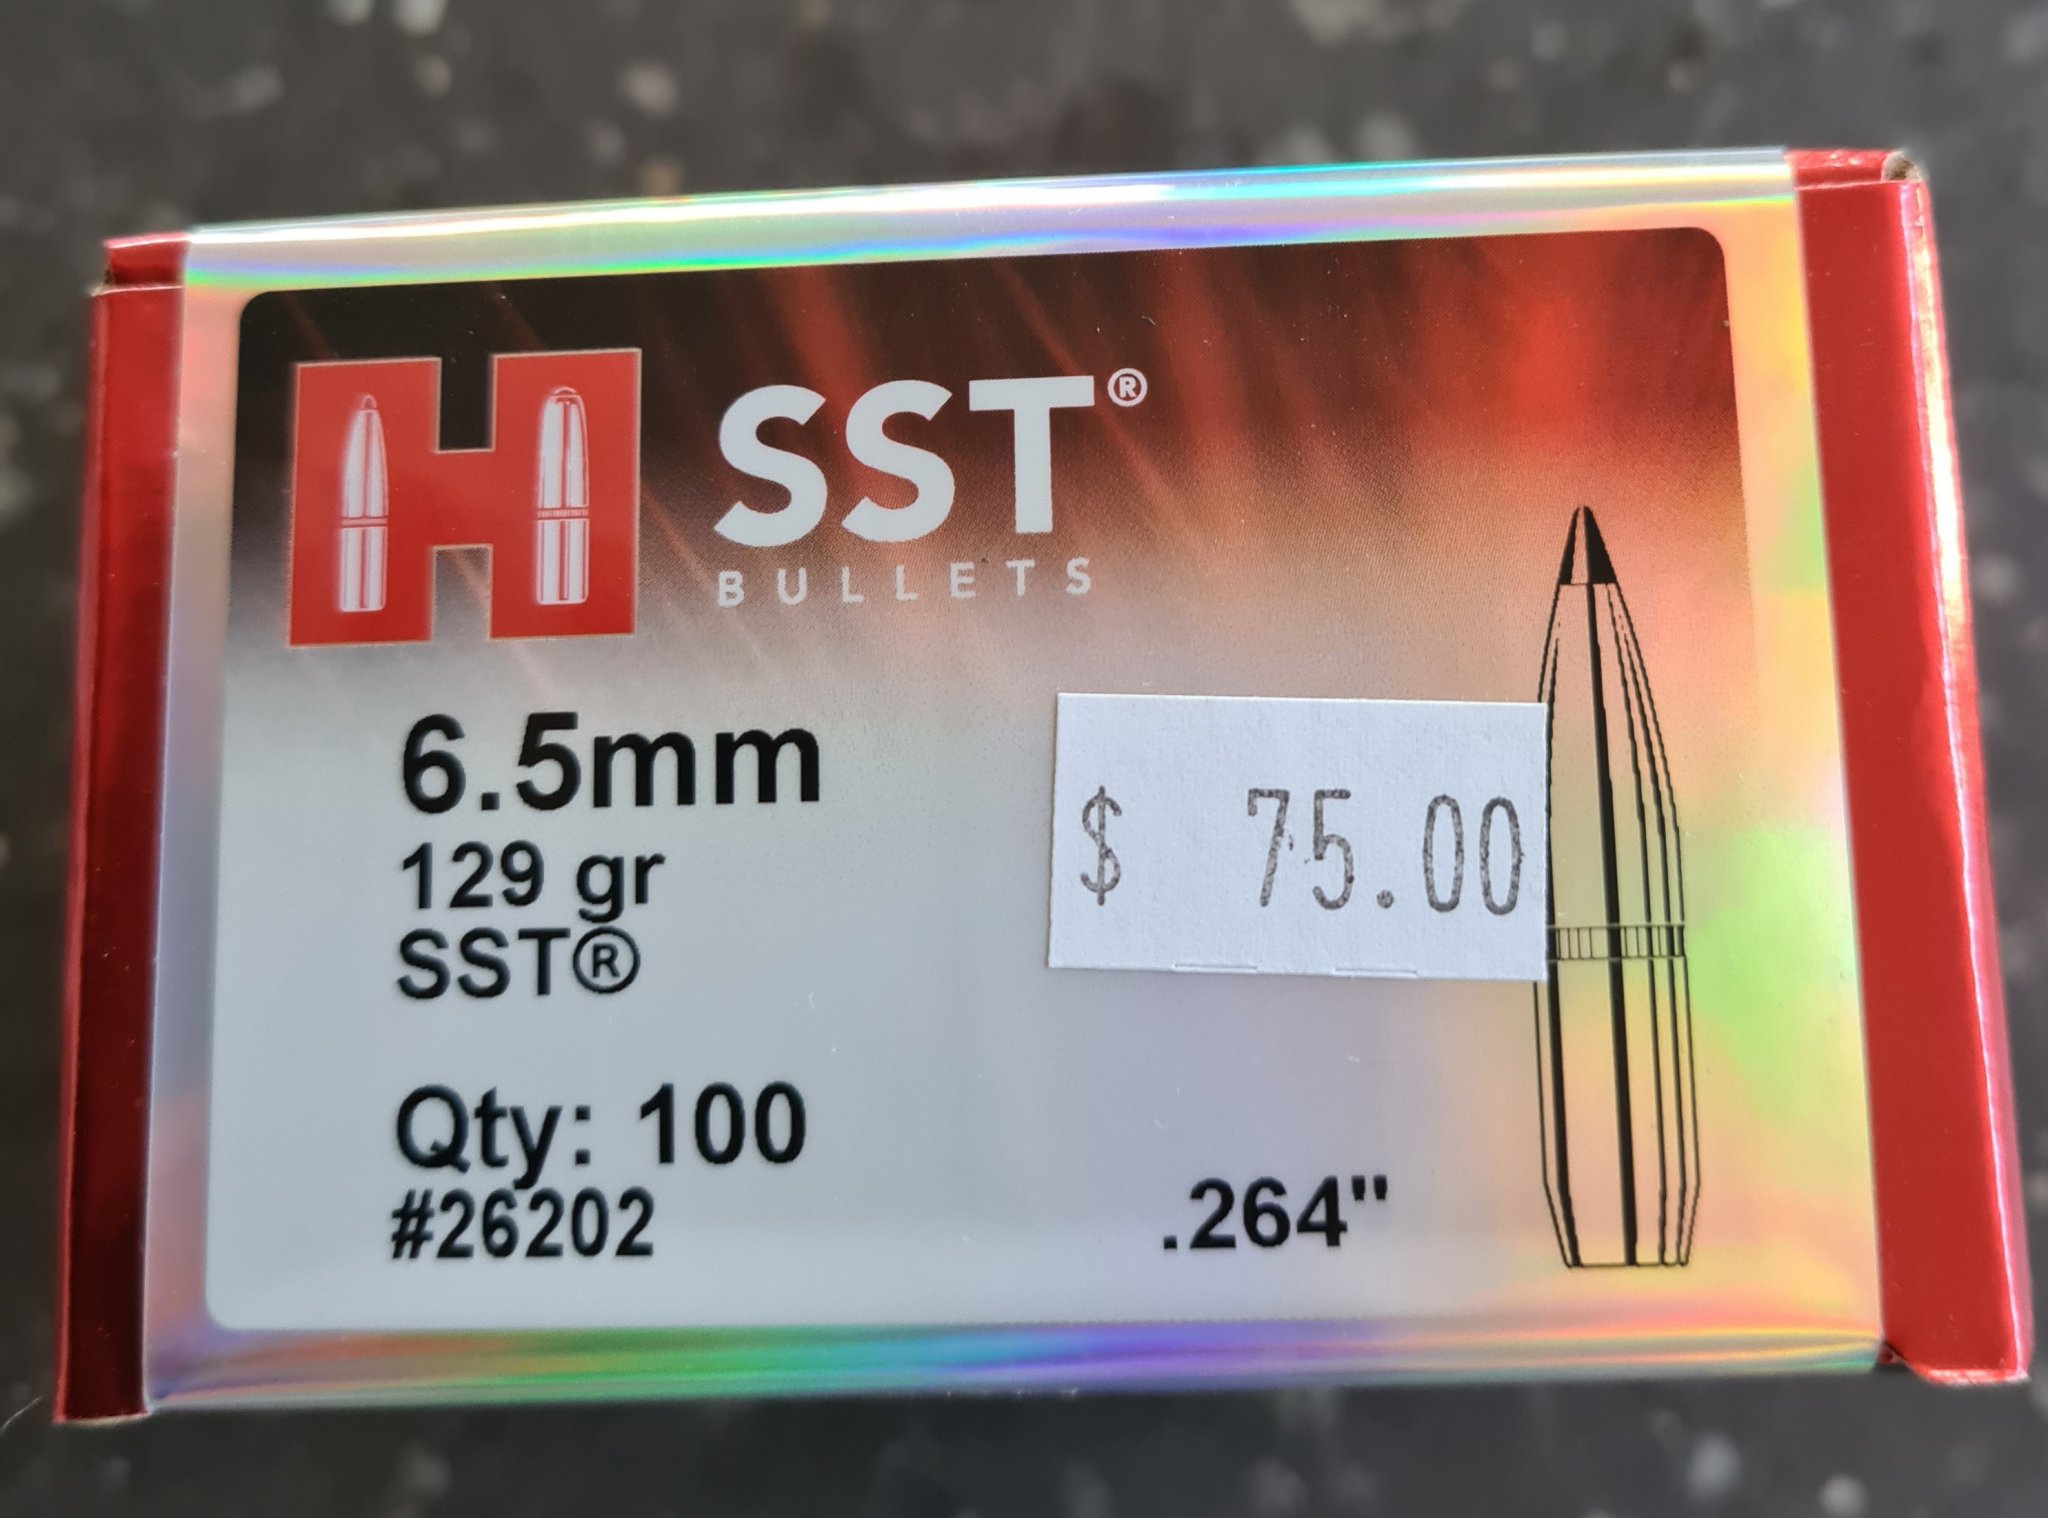 H SST®
BULLETS
6.5mm
129 gr
SST®
$ 75.00
Qty: 100
#26202
.264"